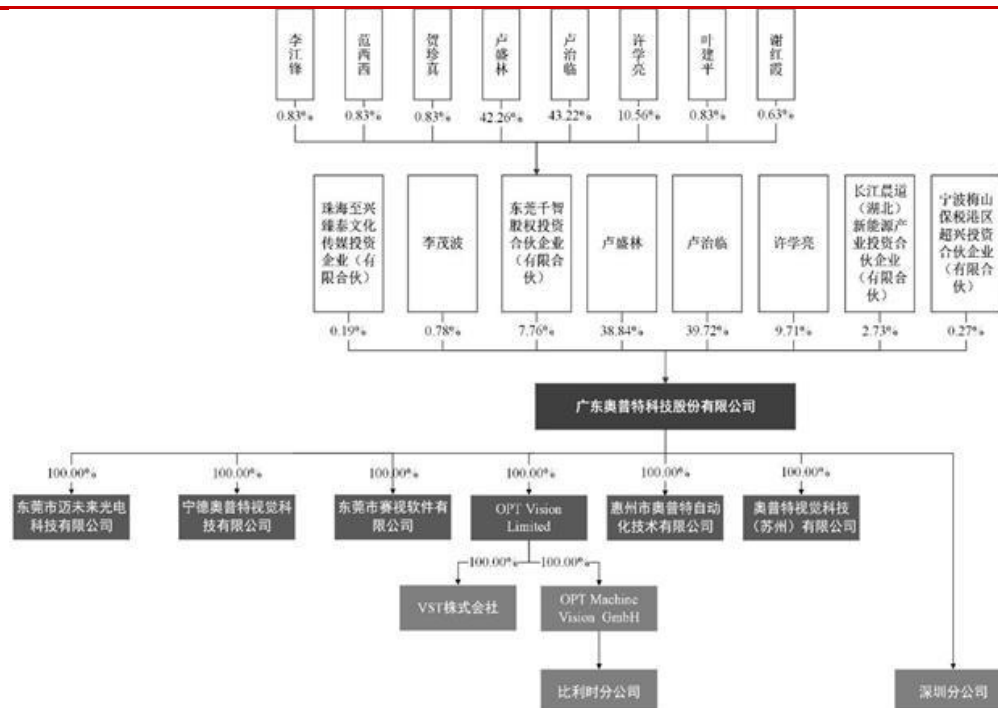 李江锋
范西西
贺珍真
卢盛林
卢治临
许学亮
叶建平
谢红霞
0.83%
0.83%
0.83%
42.26%
43.22%
10.56%
0.83%
0.63%
珠海至兴
臻泰文化
传媒投资
企业（有
限合伙）
李茂波
东莞千智
股权投资
合伙企业
（有限合
伙）
卢盛林
卢治临
许学亮
长江晨道
（湖北）
新能源产
业投资合
伙企业
（有限合
伙）
宁波梅山
保税港区
超兴投资
合伙企业
（有限合
伙）
0.19%
0.78%
7.76%
38.84%
39.72%
9.71%
2.73%
0.27%
广东奥普特科技股份有限公司
100.00%
100.00%
100.00%
100.00%
100.00%
100.00%
东莞市迈未来光电
科技有限公司
宁德奥普特视觉科
技有限公司
东莞市赛视软件有
限公司
OPT Vision
Limited
惠州市奥普特自动
化技术有限公司
奥普特视觉科技
（苏州）有限公司
100.00%
100.00%
VST株式会社
OPT Machine
Vision GmbH
比利时分公司
深圳分公司